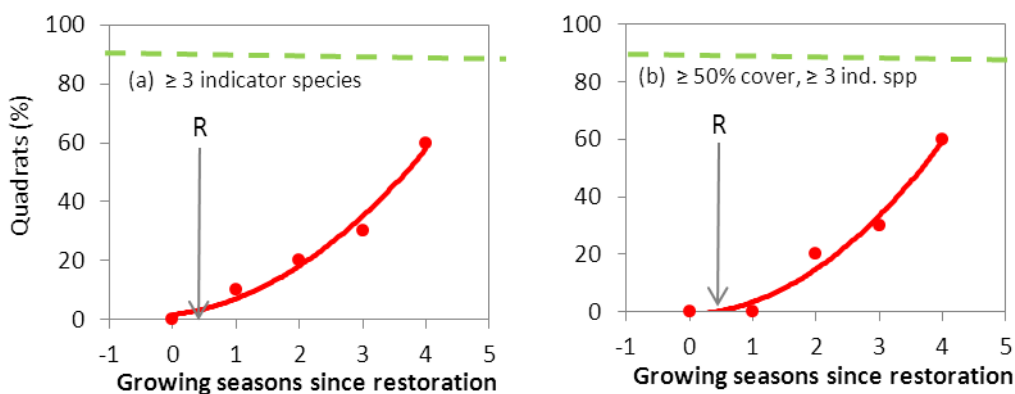 100
80
60
40
20
0
Quadrats (%)
(a) ≥ 3 indicator species
R
-1 0 1 2 3 4 5
Growing seasons since restoration
100
80
60
40
20
0
(b) ≥ 50% cover, ≥ 3 ind. spp
R
-1 0 1 2 3 4 5
Growing seasons since restoration